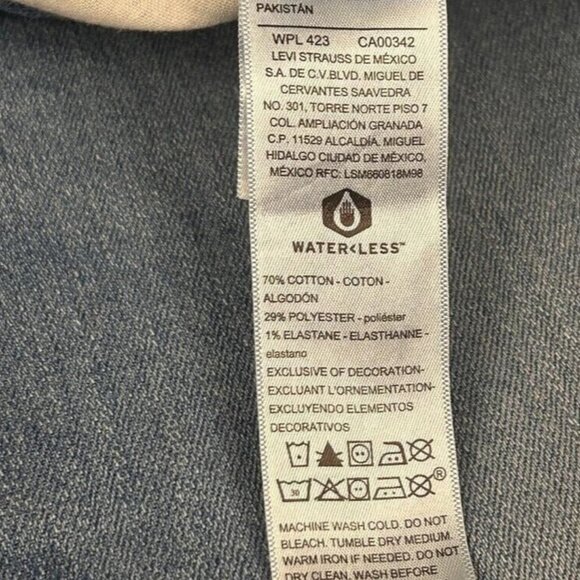 PAKISTÁN
WPL 423 CA00342
LEVI STRAUSS DE MÉXICO
S.A. DE C.V.BLVD. MIGUEL DE
CERVANTES SAAVEDRA
NO. 301, TORRE NORTE PISO 7
COL. AMPLIACIÓN GRANADA
C.P. 11529 ALCALDÍA. MIGUEL
HIDALGO CIUDAD DE MÉXICO,
MÉXICO RFC: LSM860818M98
WATER<LESS™
70% COTTON - COTON -
ALGODÓN
29% POLYESTER - poliéster
1% ELASTANE - ELASTHANNE -
elastano
EXCLUSIVE OF DECORATION-
EXCLUANT L'ORNEMENTATION-
EXCLUYENDO ELEMENTOS
DECORATIVOS
30 ®
MACHINE WASH COLD. DO NOT
BLEACH. TUMBLE DRY MEDIUM.
WARM IRON IF NEEDED. DO NOT
DRY CLEAN. WASH BEFORE